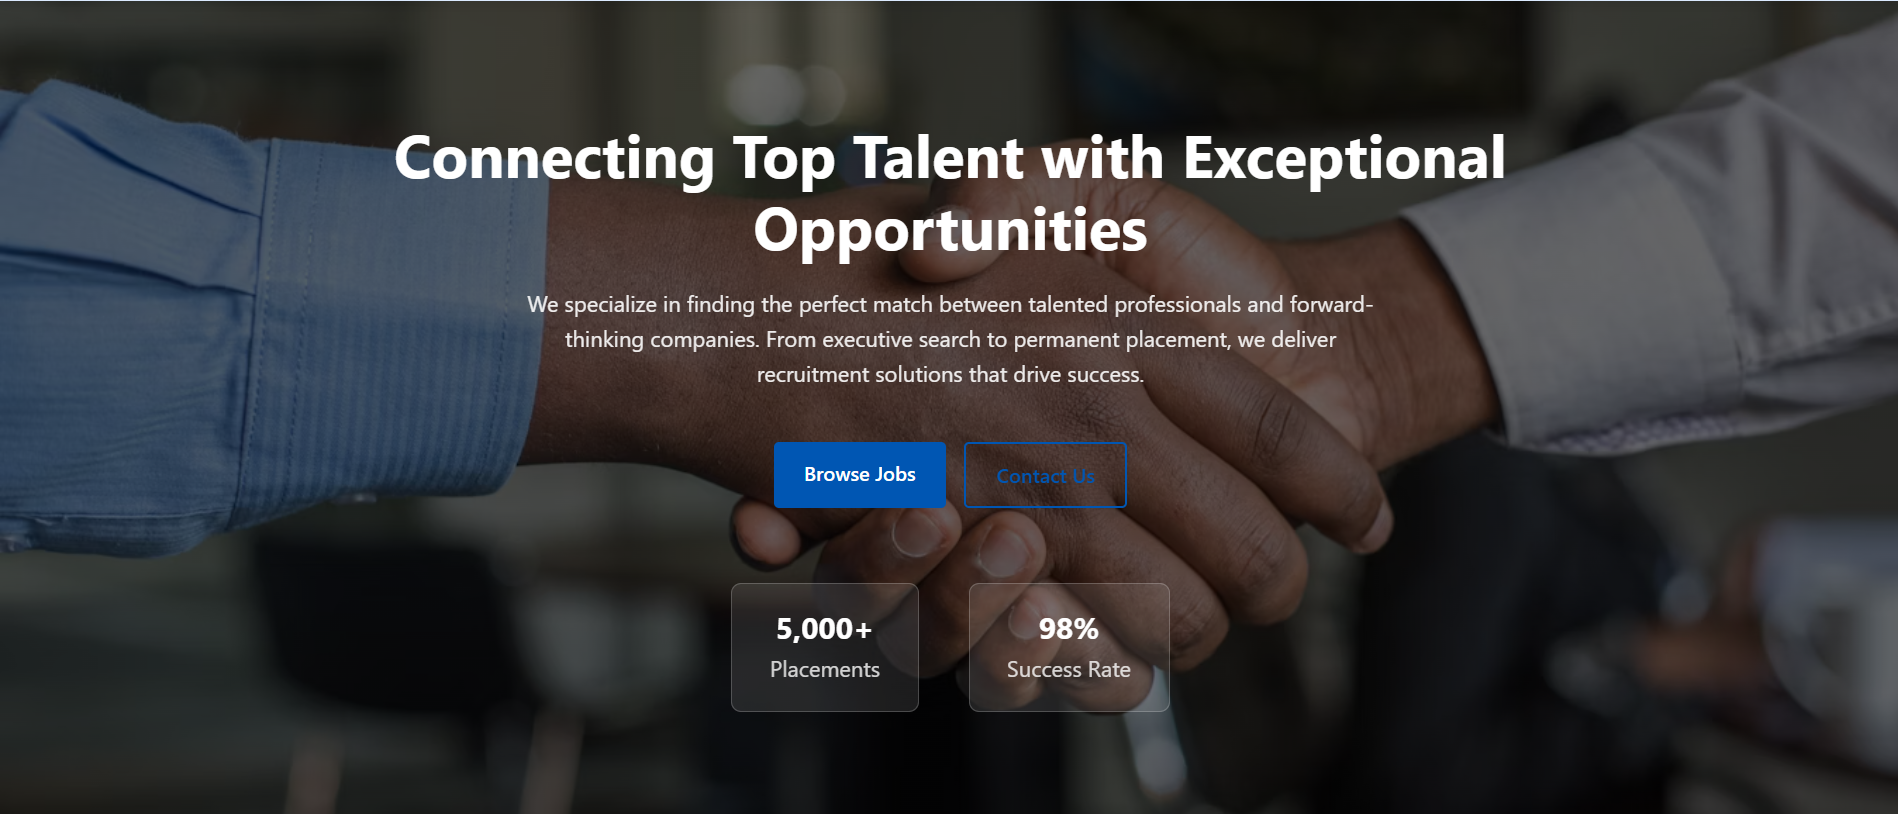 Connecting Top Talent with Exceptional
Opportunities
We specialize in finding the perfect match between talented professionals and forward-
thinking companies. From executive search to permanent placement, we deliver
recruitment solutions that drive success.
Browse Jobs
Contact Us
5,000+
Placements
98%
Success Rate